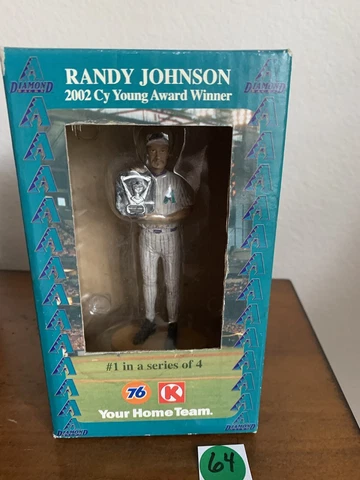 DIAMOND
RANDY JOHNSON
2002 Cy Young Award Winner
DIAMOND
#1 in a series of 4
76
K
Your Home Team.
DIAMOND
64